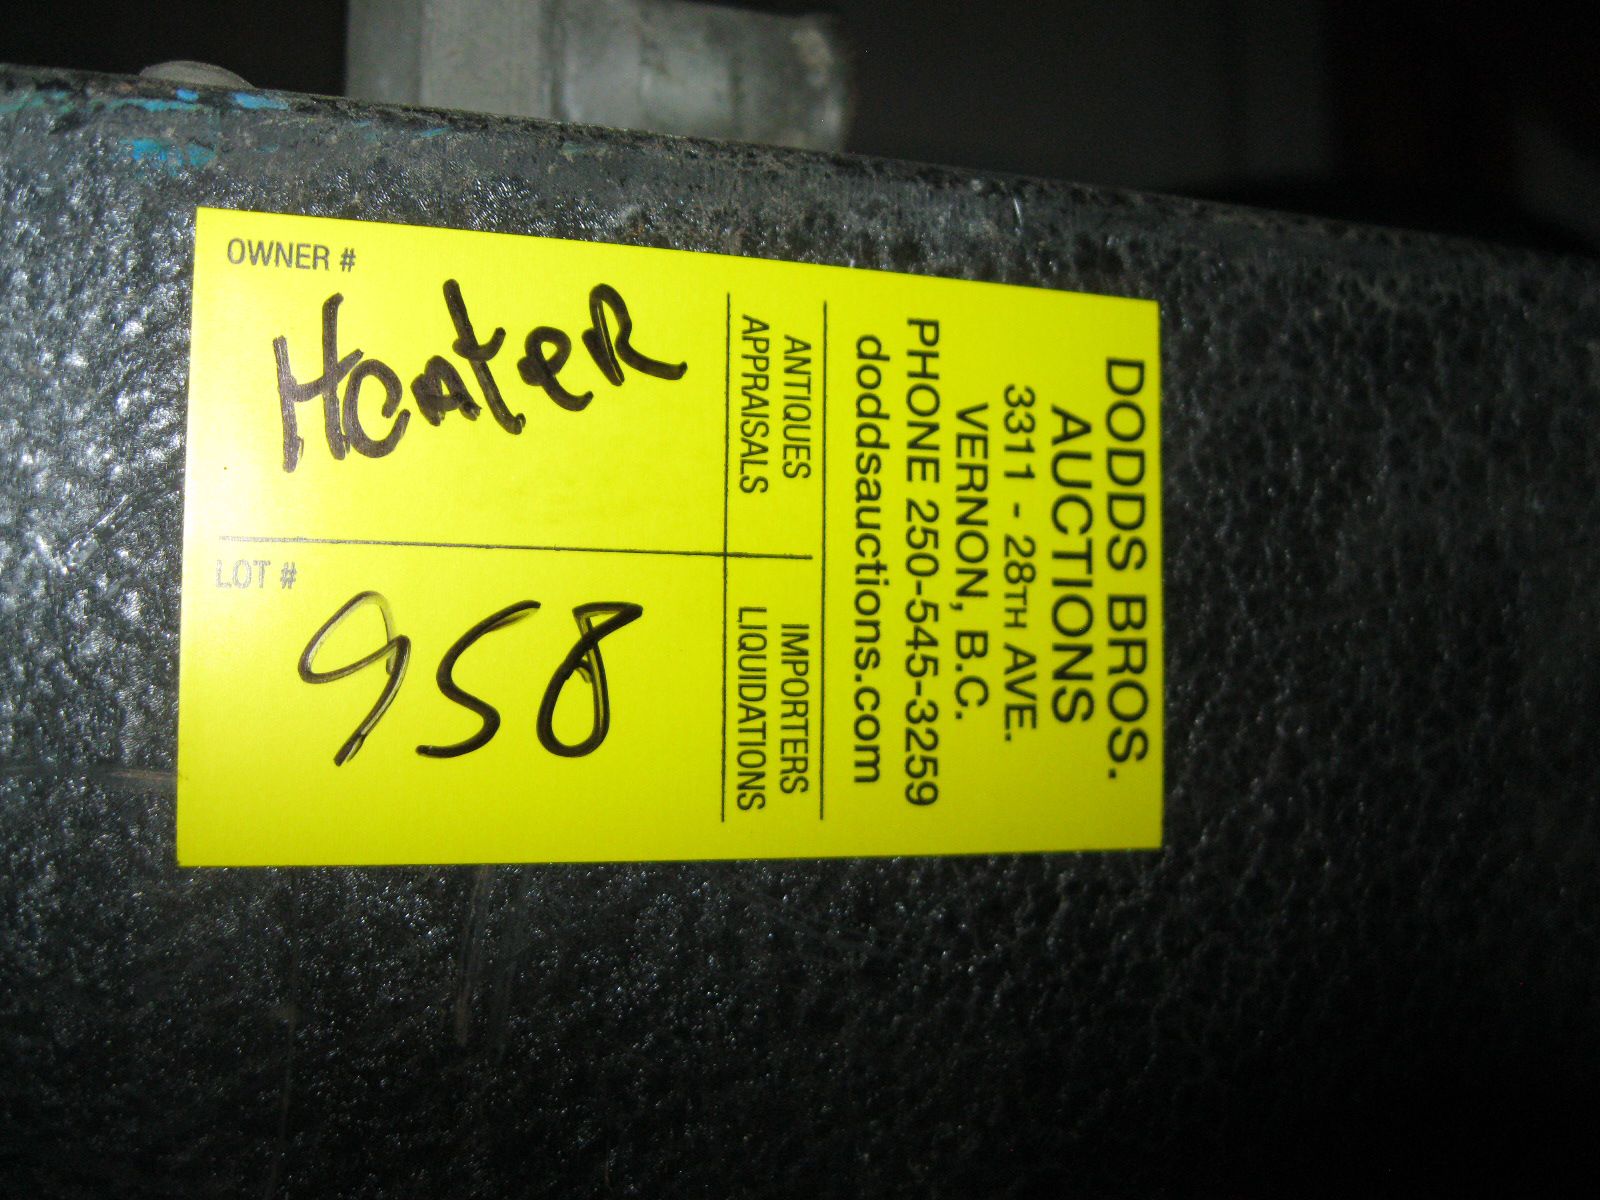 DODDS BROS.
AUCTIONS
3311 - 28TH AVE.
VERNON, B.C.
PHONE 250-545-3259
doddsauctions.com
ANTIQUES
APPRAISALS
IMPORTERS
LIQUIDATIONS
OWNER #
HeateR
LOT #
958